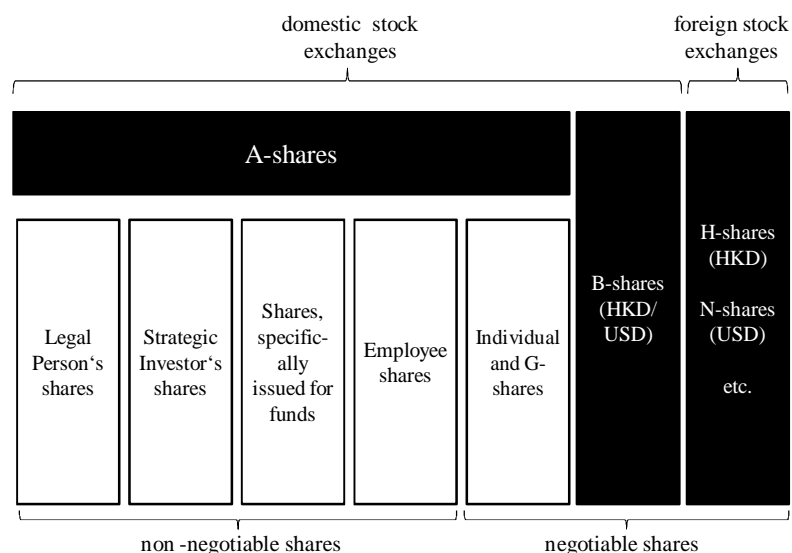 domestic stock
exchanges
foreign stock
exchanges
A-shares
Legal
Person‘s
shares
Strategic
Investor‘s
shares
Shares,
specific-
ally
issued for
funds
Employee
shares
Individual
and G-
shares
B-shares
(HKD/
USD)
H-shares
(HKD)
N-shares
(USD)
etc.
non -negotiable shares
negotiable shares